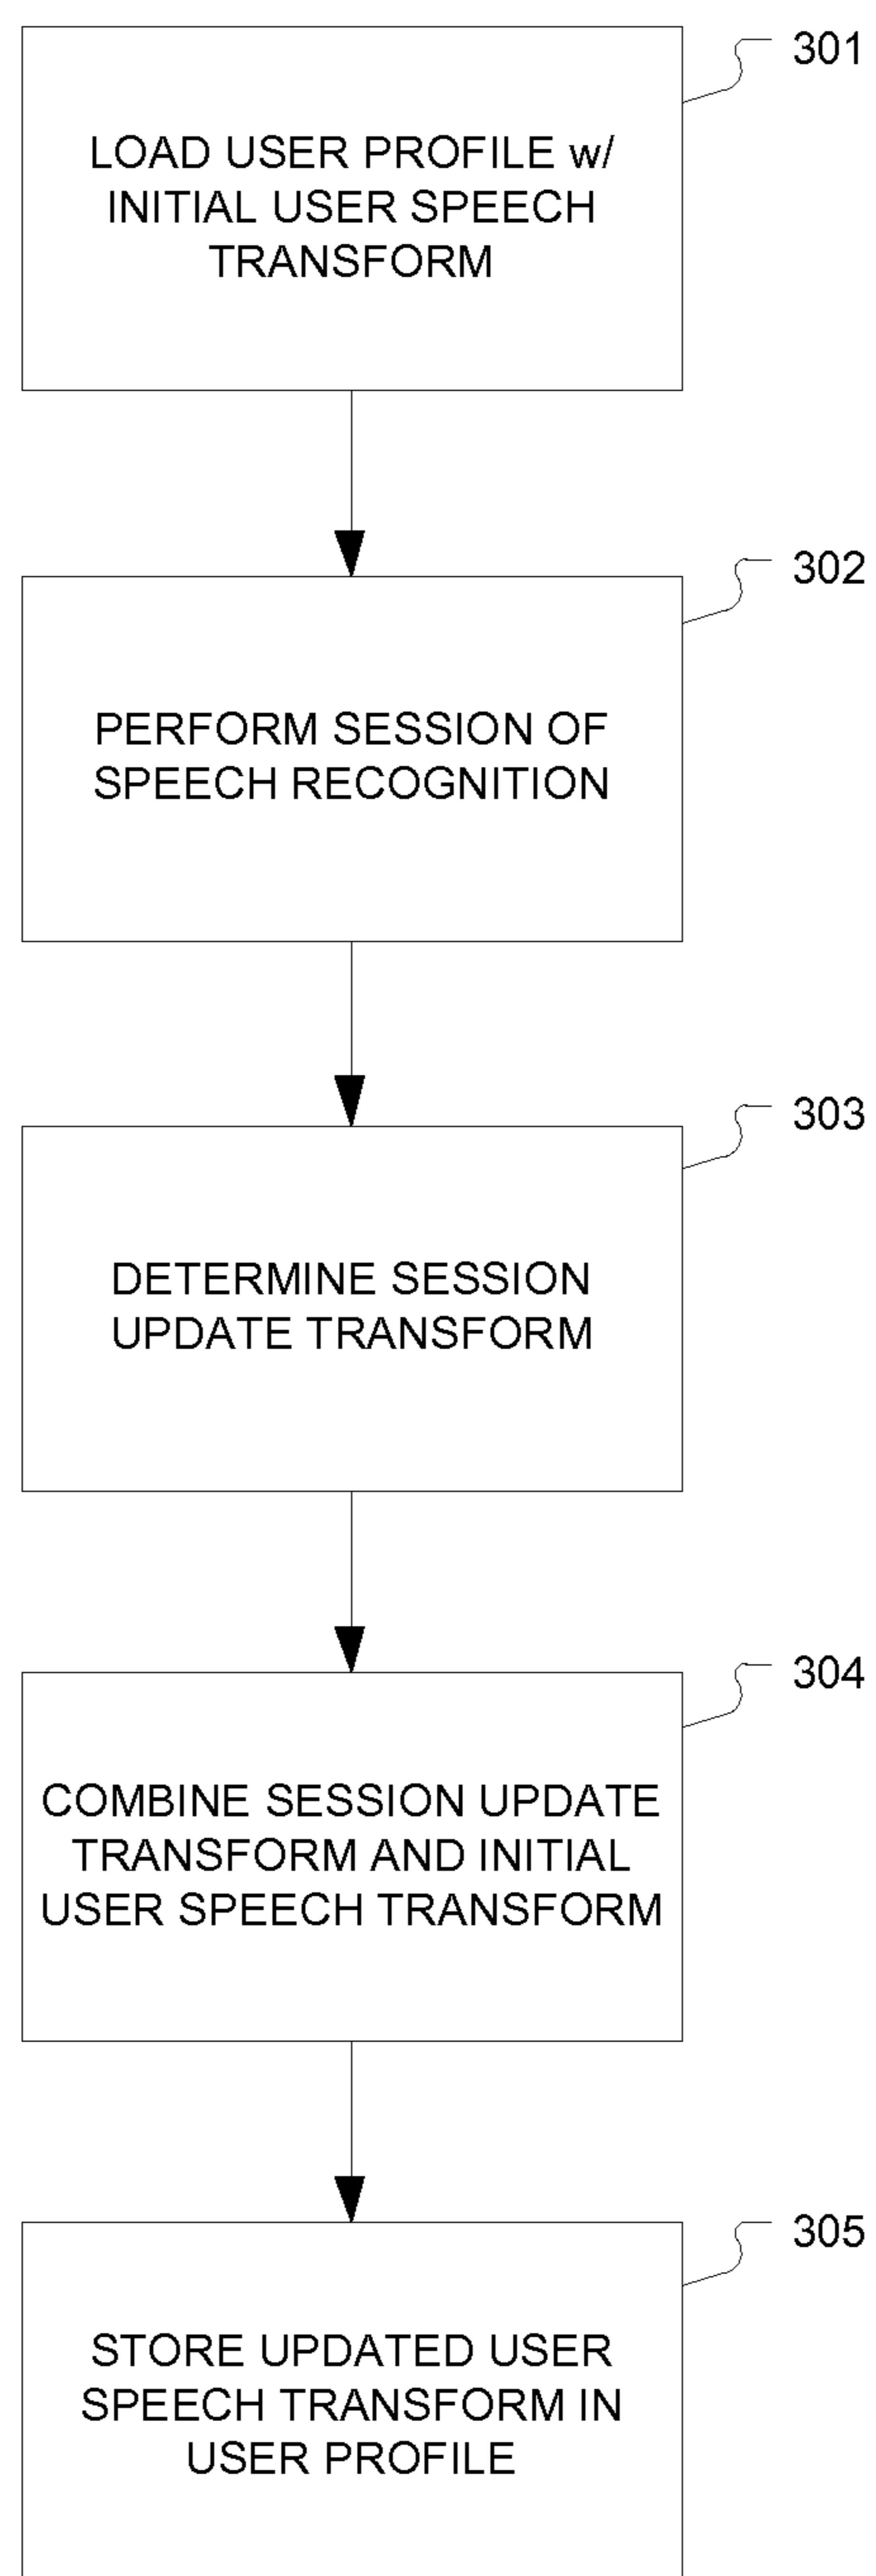 301
LOAD USER PROFILE w/
INITIAL USER SPEECH
TRANSFORM
302
PERFORM SESSION OF
SPEECH RECOGNITION
303
DETERMINE SESSION
UPDATE TRANSFORM
304
COMBINE SESSION UPDATE
TRANSFORM AND INITIAL
USER SPEECH TRANSFORM
305
STORE UPDATED USER
SPEECH TRANSFORM IN
USER PROFILE